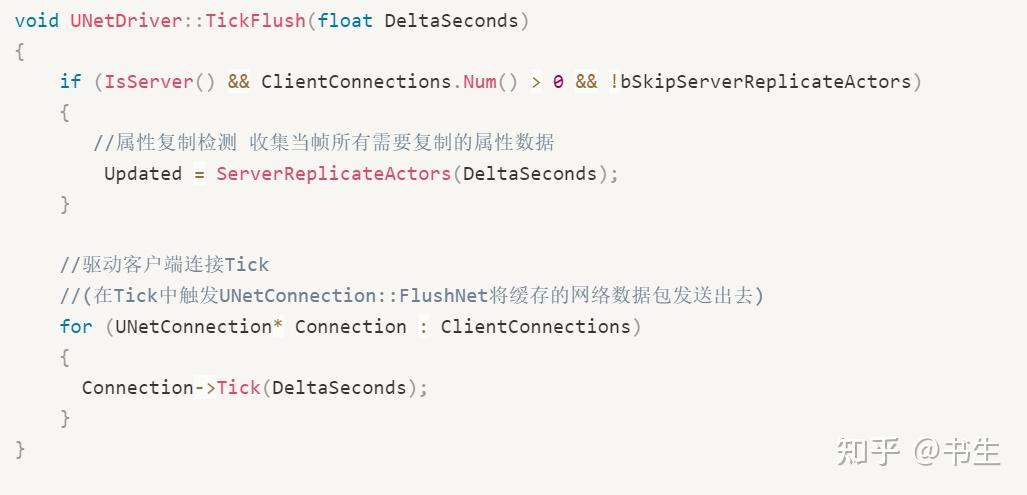 void UNetDriver::TickFlush(float DeltaSeconds)
{
if (IsServer() && ClientConnections.Num() > 0 && !bSkipServerReplicateActors)
{
//属性复制检测 收集当帧所有需要复制的属性数据
Updated = ServerReplicateActors(DeltaSeconds);
}
//驱动客户端连接Tick
//(在Tick中触发UNetConnection::FlushNet将缓存的网络数据包发送出去)
for (UNetConnection* Connection : ClientConnections)
{
Connection->Tick(DeltaSeconds);
}
}
知乎 @书生